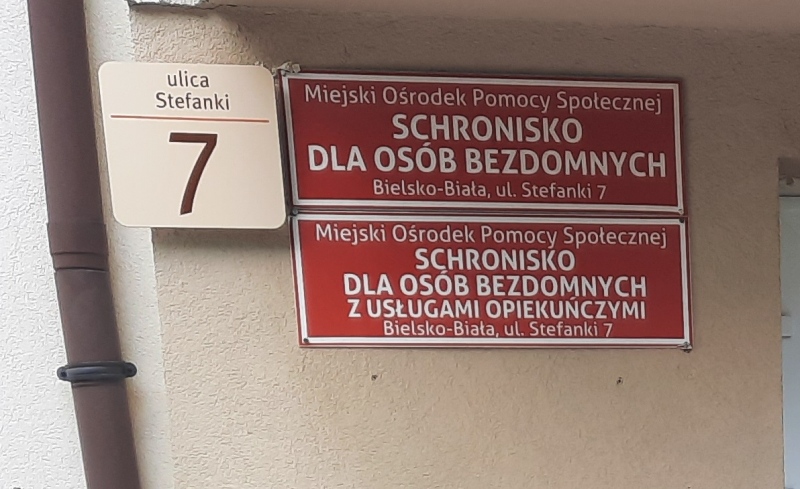 ulica
Stefanki
7
Miejski Ośrodek Pomocy Społecznej
SCHRONISKO
DLA OSÓB BEZDOMNYCH
Bielsko-Biała, ul. Stefanki 7
Miejski Ośrodek Pomocy Społecznej
SCHRONISKO
DLA OSÓB BEZDOMNYCH
Z USŁUGAMI OPIEKUŃCZYMI
Bielsko-Biała, ul. Stefanki 7